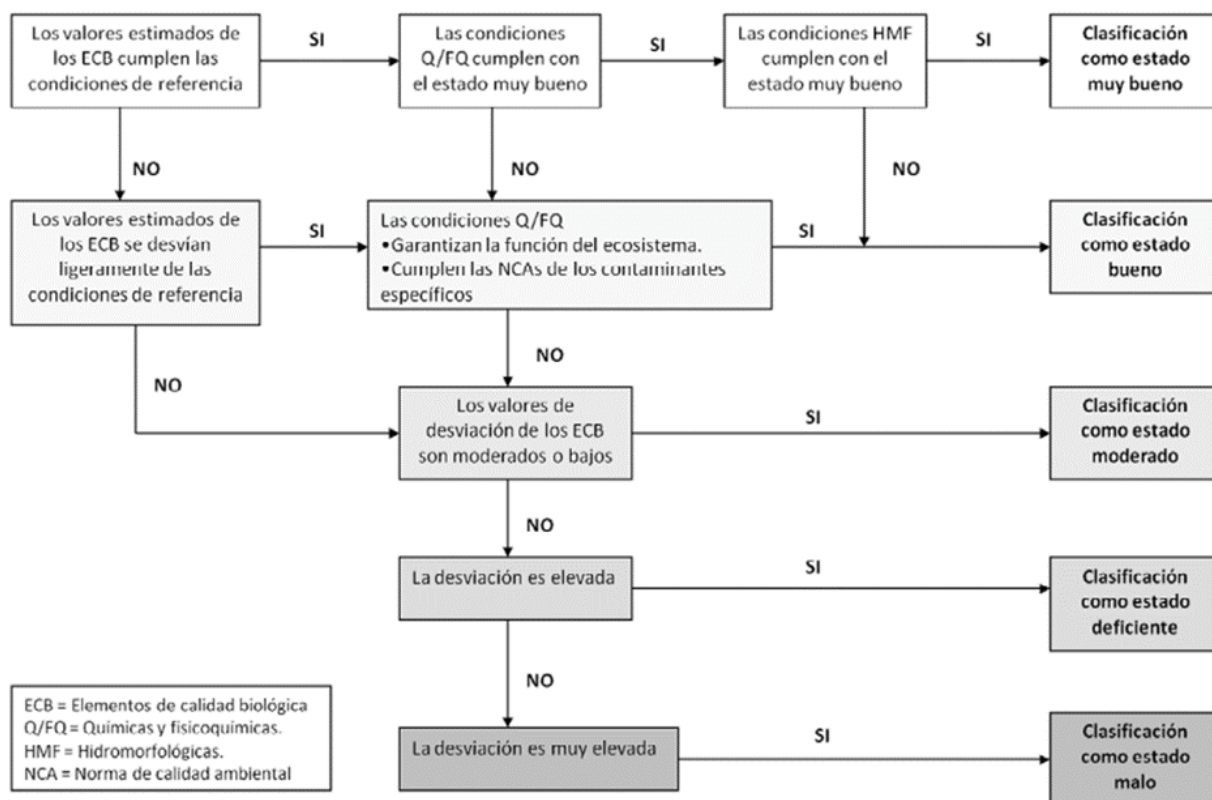 Los valores estimados de
los ECB cumplen las
condiciones de referencia
SI
Las condiciones
Q/FQ cumplen con
el estado muy bueno
SI
Las condiciones HMF
cumplen con el
estado muy bueno
SI
Clasificación
como estado
muy bueno
NO
NO
NO
Los valores estimados de
los ECB se desvían
ligeramente de las
condiciones de referencia
SI
Las condiciones Q/FQ
•Garantizan la función del ecosistema.
•Cumplen las NCAs de los contaminantes
específicos
SI
Clasificación
como estado
bueno
NO
NO
Los valores de
desviación de los ECB
son moderados o bajos
SI
Clasificación
como estado
moderado
NO
La desviación es elevada
SI
Clasificación
como estado
deficiente
NO
La desviación es muy elevada
SI
Clasificación
como estado
malo
ECB = Elementos de calidad biológica
Q/FQ = Químicas y fisicoquímicas.
HMF = Hidromorfológicas.
NCA = Norma de calidad ambiental